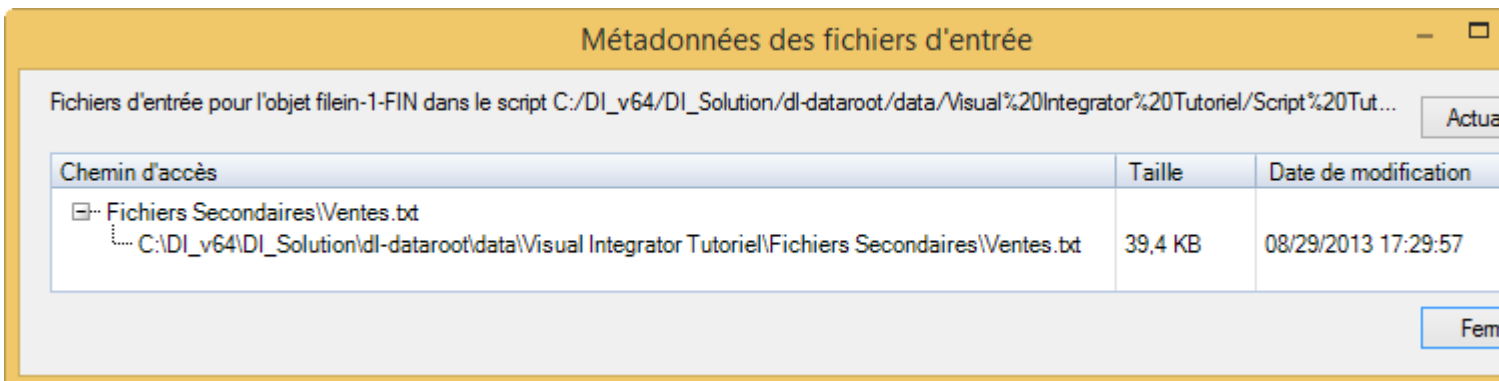 Métadonnées des fichiers d'entrée
Fichiers d'entrée pour l'objet filein-1-FIN dans le script C:/DI_v64/DI_Solution/dl-dataroot/data/Visual%20Integrator%20Tutoriel/Script%20Tut...
Actua
Chemin d'accès Taille Date de modification
Fichiers Secondaires\Ventes.txt
C:\DI_v64\DI_Solution\dl-dataroot\data\Visual Integrator Tutoriel\Fichiers Secondaires\Ventes.txt 39,4 KB 08/29/2013 17:29:57
Ferm